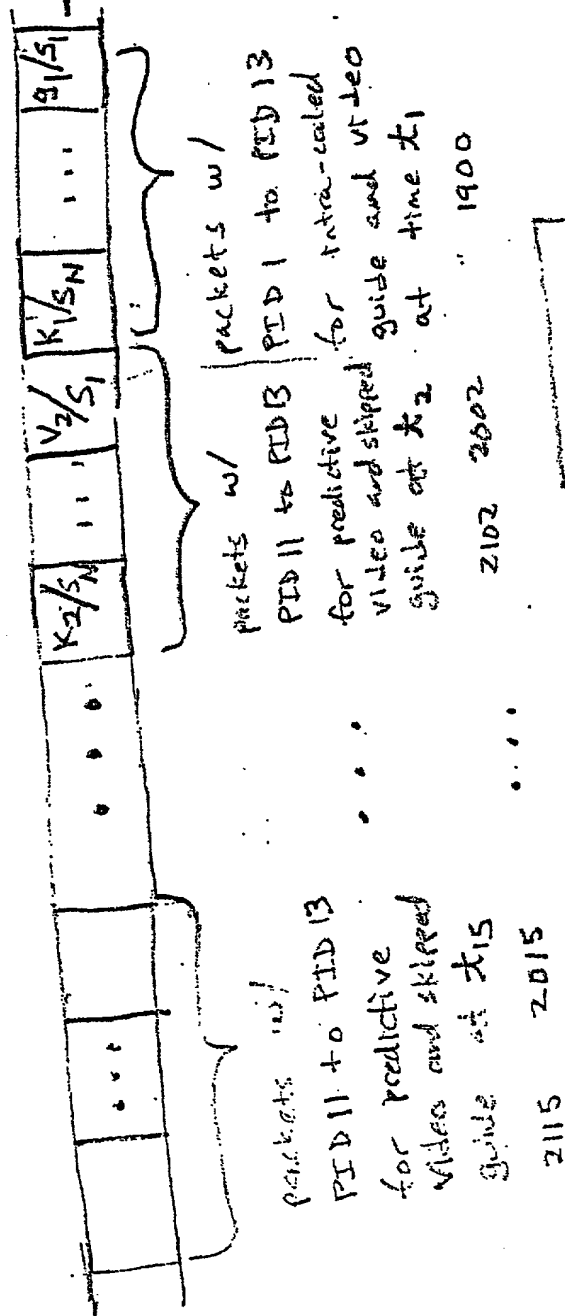 K₂/S_N ... V₂/S₁ K₁/S_N ... g₁/S₁
packets w/
PID 11 to PID 13
for predictive
video and skipped
guide at t₁₅
2115 2015
...
...
packets w/
PID 11 to PID 13
for predictive
video and skipped
guide at t₂
2102 2002
packets w/
PID 1 to PID 13
for intra-coded
guide and video
at time t₁
" 1900